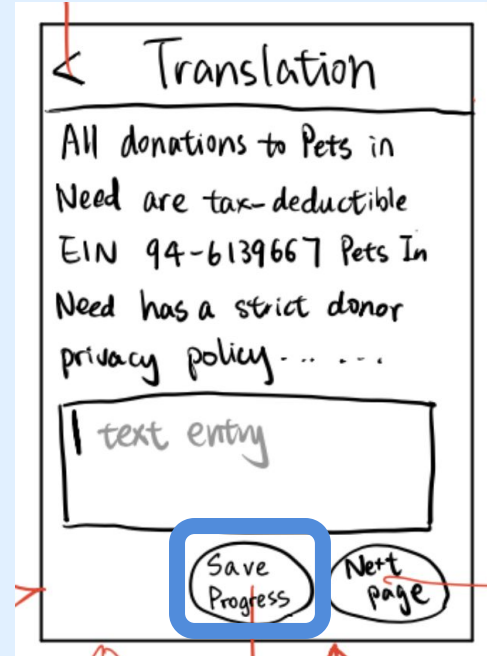 <
Translation
All donations to Pets in
Need are tax-deductible
EIN 94-6139667 Pets In
Need has a strict donor
privacy policy......
text entry
Save
Progress
Next
page